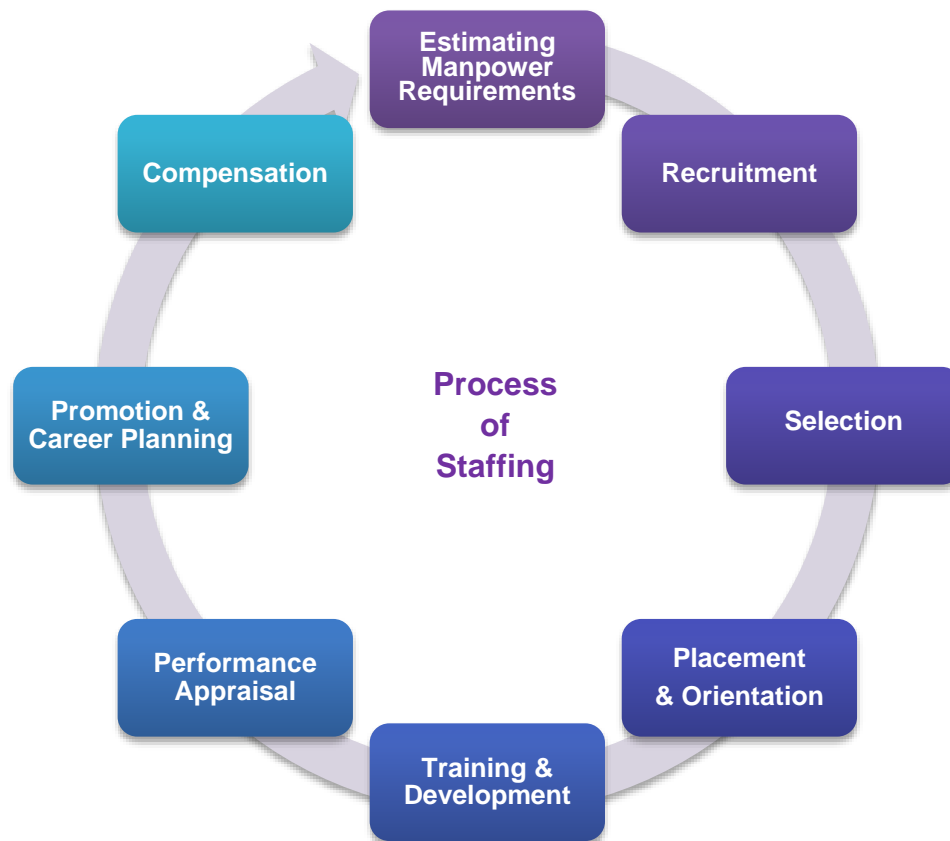 Estimating
Manpower
Requirements
Recruitment
Selection
Placement
& Orientation
Training &
Development
Performance
Appraisal
Promotion &
Career Planning
Compensation
Process
of
Staffing